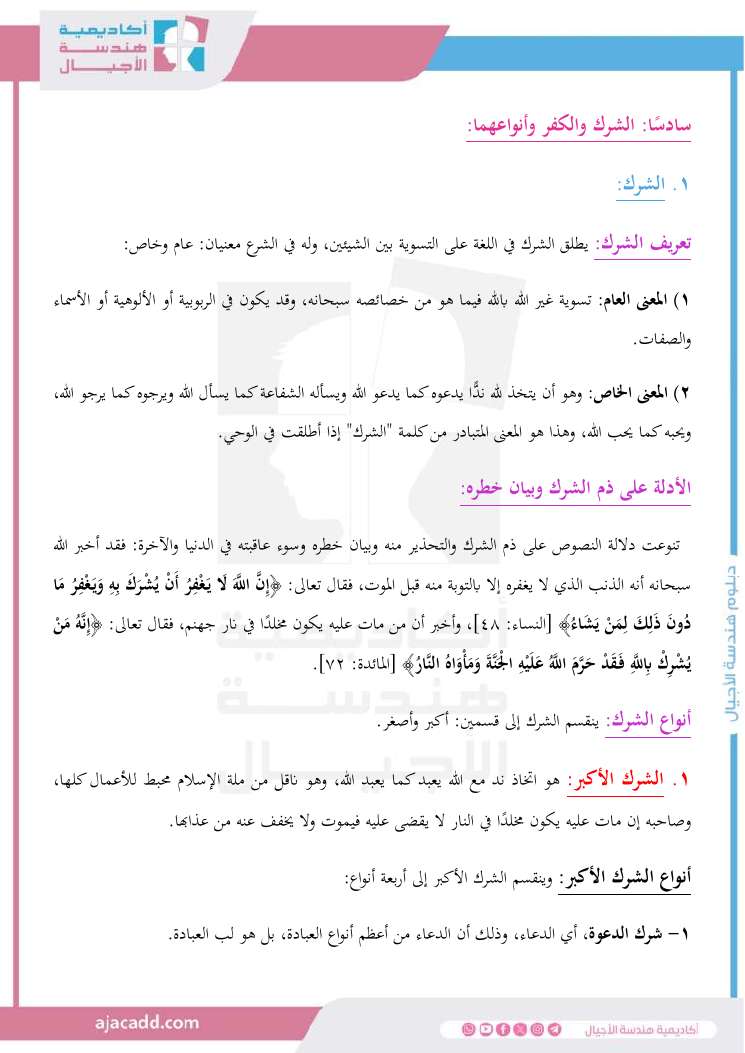 أكاديمية
هندسة
الأجيال
سادسًا: الشرك والكفر وأنواعهما:
١. الشرك:
تعريف الشرك: يطلق الشرك في اللغة على التسوية بين الشيئين، وله في الشرع معنيان: عام وخاص:
١) المعنى العام: تسوية غير الله بالله فيما هو من خصائصه سبحانه، وقد يكون في الربوبية أو الألوهية أو الأسماء
والصفات.
٢) المعنى الخاص: وهو أن يتخذ لله ندًّا يدعوه كما يدعو الله ويسأله الشفاعة كما يسأل الله ويرجوه كما يرجو الله،
ويحبه كما يحب الله، وهذا هو المعنى المتبادر من كلمة "الشرك" إذا أطلقت في الوحي.
الأدلة على ذم الشرك وبيان خطره:
تنوعت دلالة النصوص على ذم الشرك والتحذير منه وبيان خطره وسوء عاقبته في الدنيا والآخرة: فقد أخبر الله
سبحانه أنه الذنب الذي لا يغفره إلا بالتوبة منه قبل الموت، فقال تعالى: ﴿إِنَّ اللَّهَ لَا يَغْفِرُ أَنْ يُشْرَكَ بِهِ وَيَغْفِرُ مَا
دُونَ ذَلِكَ لِمَنْ يَشَاءُ﴾ [النساء: ٤٨]، وأخبر أن من مات عليه يكون مخلدًا في نار جهنم، فقال تعالى: ﴿إِنَّهُ مَنْ
يُشْرِكْ بِاللَّهِ فَقَدْ حَرَّمَ اللَّهُ عَلَيْهِ الْجَنَّةَ وَمَأْوَاهُ النَّارُ﴾ [المائدة: ٧٢].
أنواع الشرك: ينقسم الشرك إلى قسمين: أكبر وأصغر.
١. الشرك الأكبر: هو اتخاذ ند مع الله يعبد كما يعبد الله، وهو ناقل من ملة الإسلام محبط للأعمال كلها،
وصاحبه إن مات عليه يكون مخلدًا في النار لا يقضى عليه فيموت ولا يخفف عنه من عذابها.
أنواع الشرك الأكبر: وينقسم الشرك الأكبر إلى أربعة أنواع:
١- شرك الدعوة، أي الدعاء، وذلك أن الدعاء من أعظم أنواع العبادة، بل هو لب العبادة.
دبلوم هندسة الأجيال
أكاديمية هندسة الأجيال
ajacadd.com